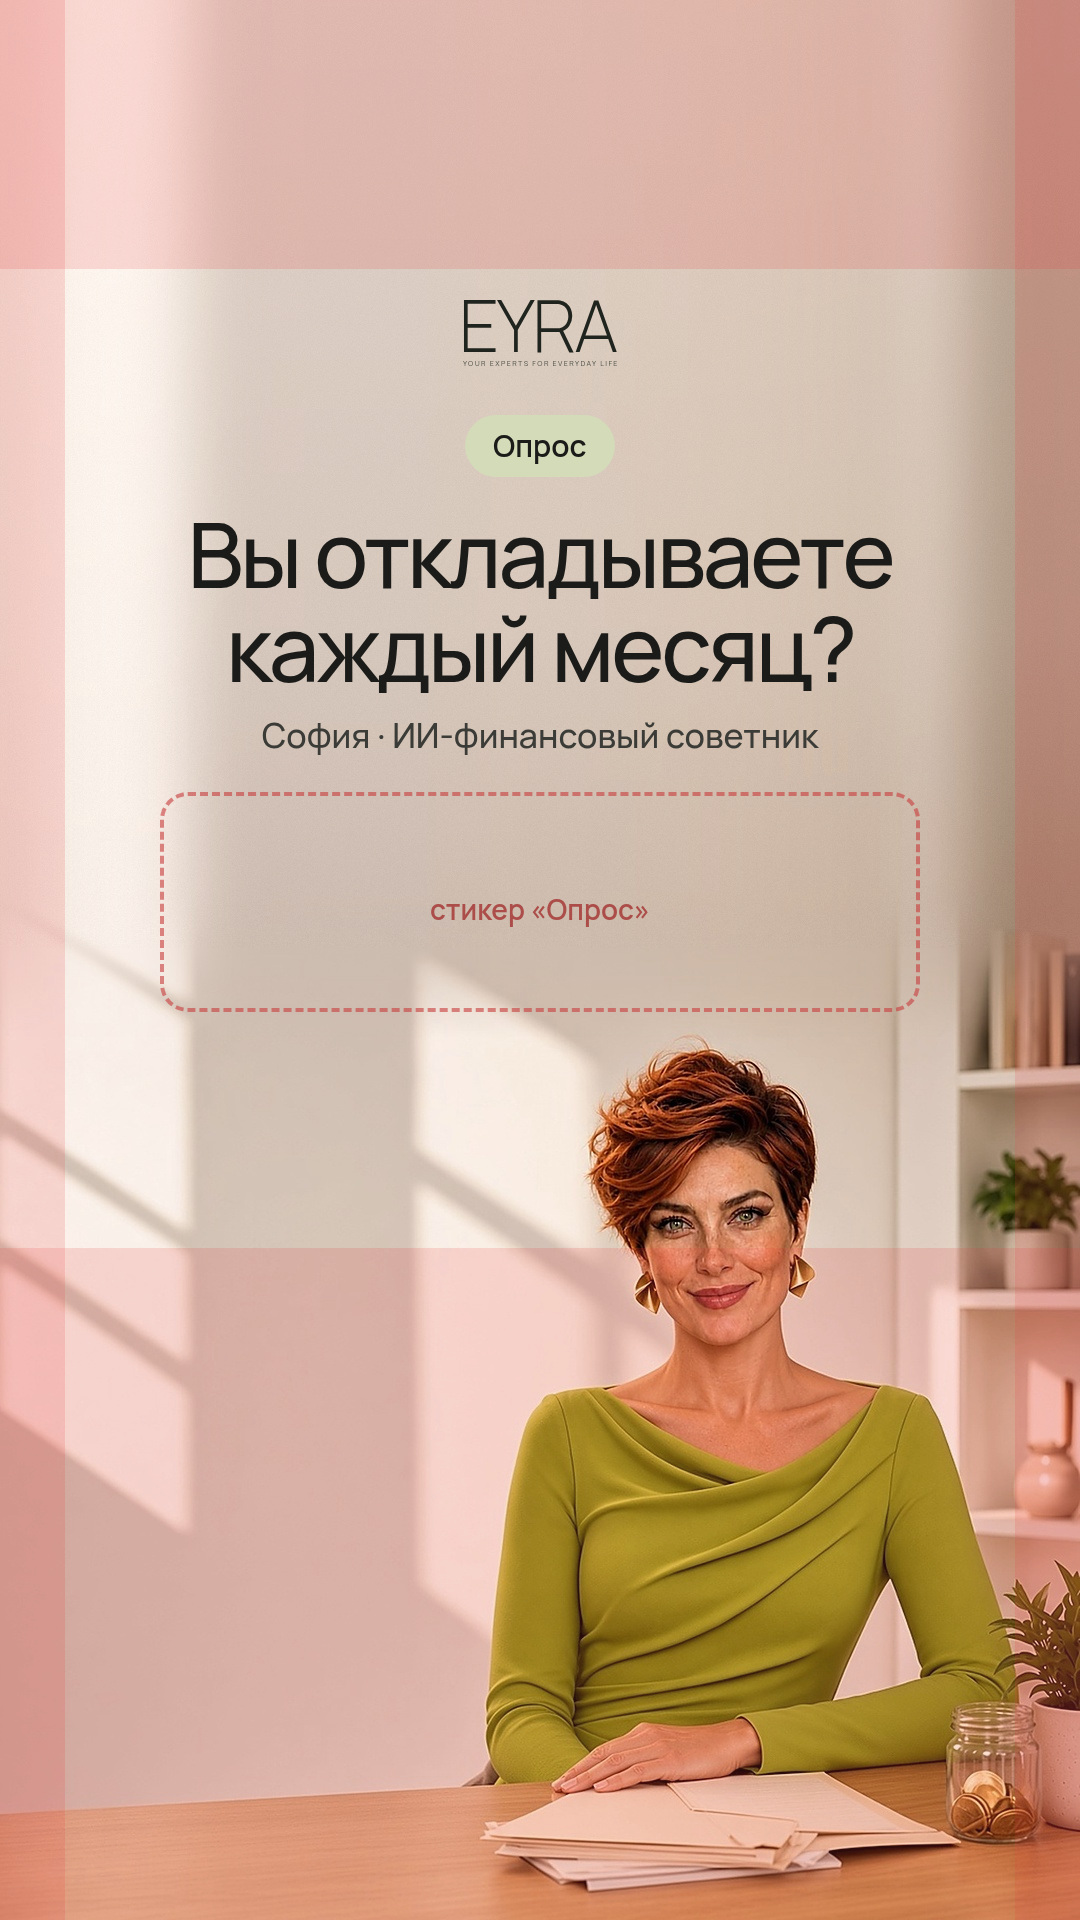 EYRA
YOUR EXPERTS FOR EVERYDAY LIFE
Опрос
Вы откладываете
каждый месяц?
София · ИИ-финансовый советник
стикер «Опрос»